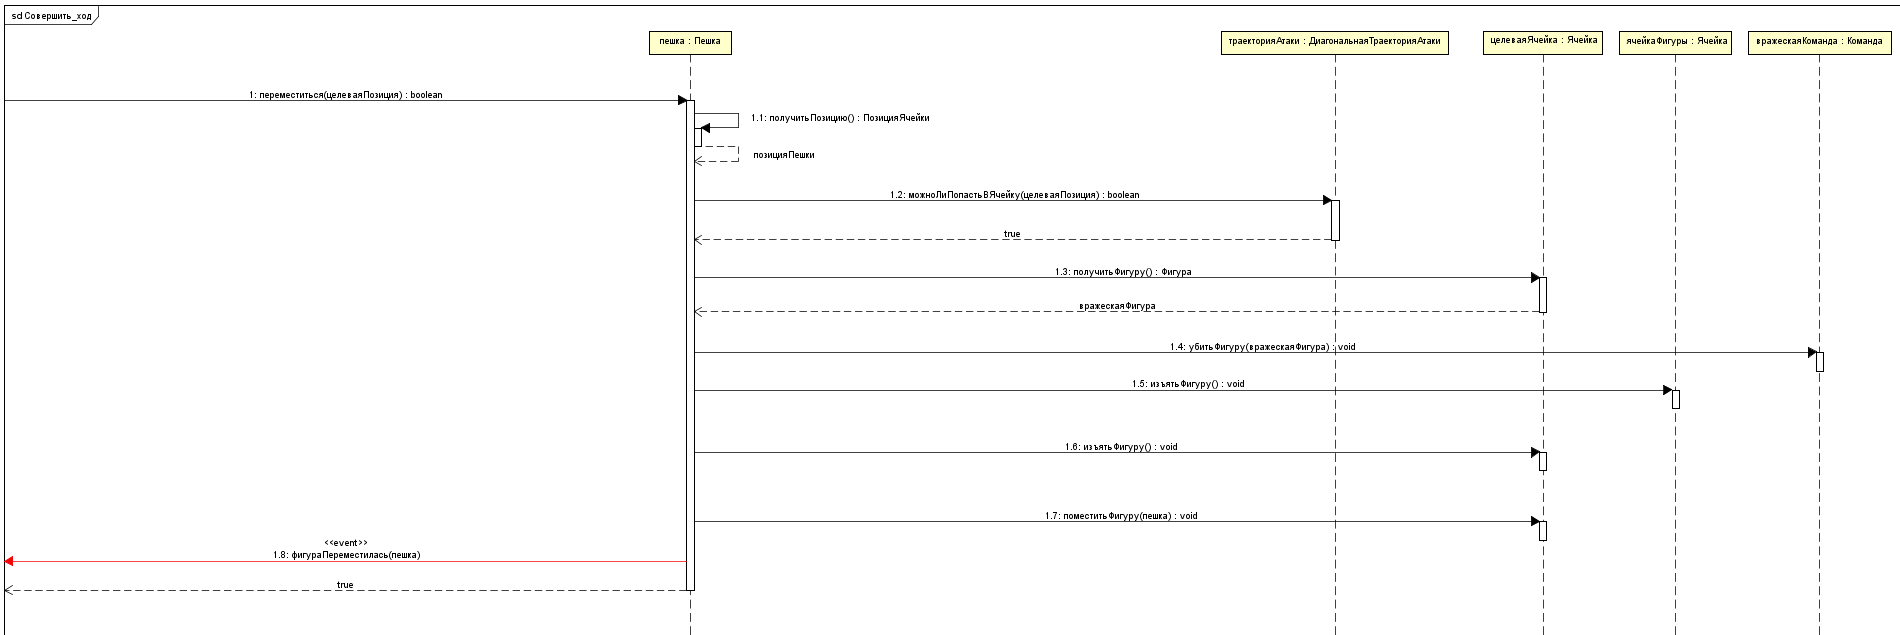 sd Совершить_ход
пешка : Пешка
траекторияАтаки : ДиагональнаяТраекторияАтаки
целеваяЯчейка : Ячейка
ячейкаФигуры : Ячейка
вражескаяКоманда : Команда
1: переместиться(целеваяПозиция) : boolean
1.1: получитьПозицию() : ПозицияЯчейки
позицияПешки
1.2: можноЛиПопастьВЯчейку(целеваяПозиция) : boolean
true
1.3: получитьФигуру() : Фигура
вражескаяФигура
1.4: убитьФигуру(вражескаяФигура) : void
1.5: изъятьФигуру() : void
1.6: изъятьФигуру() : void
1.7: поместитьФигуру(пешка) : void
<<event>>
1.8: фигураПереместилась(пешка)
true